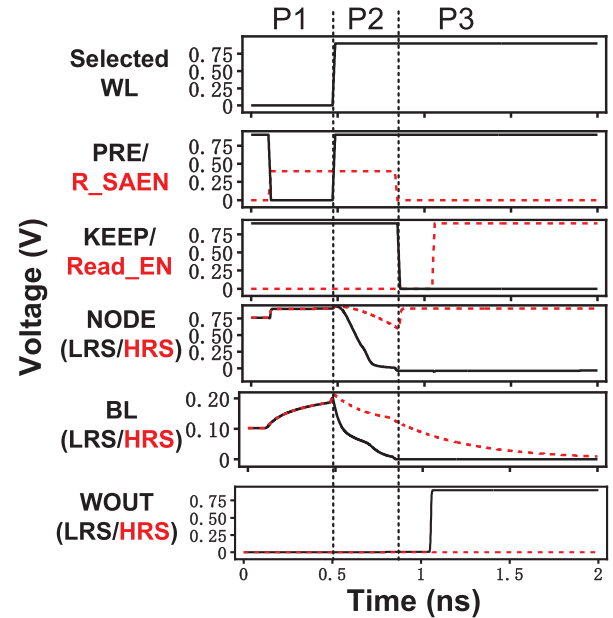 P1 P2 P3
Selected
WL
0.75
0.50
0.25
0
PRE/
R_SAEN
0.75
0.50
0.25
0
KEEP/
Read_EN
0.75
0.50
0.25
0
NODE
(LRS/HRS)
0.75
0.50
0.25
0
BL
(LRS/HRS)
0.20
0.10
0
WOUT
(LRS/HRS)
0.75
0.50
0.25
0
0 0.5 1 1.5 2
Time (ns)
Voltage (V)